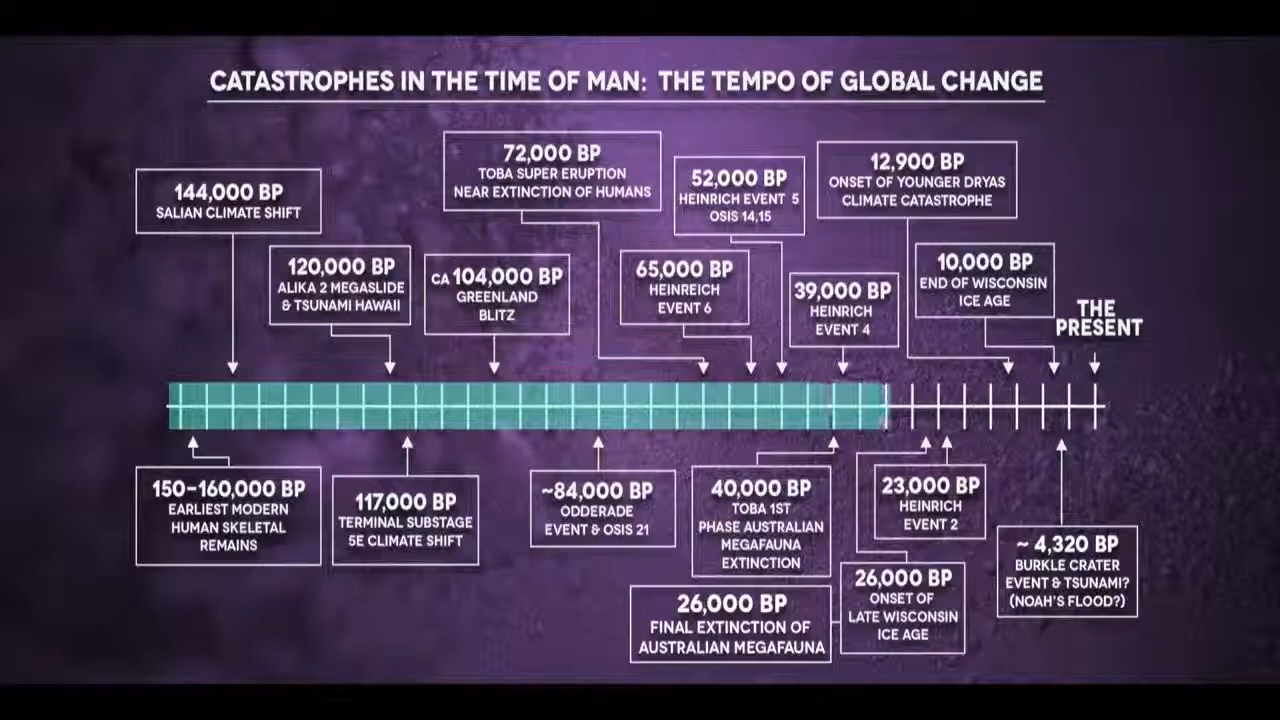 CATASTROPHES IN THE TIME OF MAN: THE TEMPO OF GLOBAL CHANGE
144,000 BP
SALIAN CLIMATE SHIFT
120,000 BP
ALIKA 2 MEGASLIDE
& TSUNAMI HAWAII
CA 104,000 BP
GREENLAND
BLITZ
72,000 BP
TOBA SUPER ERUPTION
NEAR EXTINCTION OF HUMANS
65,000 BP
HEINREICH
EVENT 6
52,000 BP
HEINRICH EVENT 5
OSIS 14,15
39,000 BP
HEINRICH
EVENT 4
12,900 BP
ONSET OF YOUNGER DRYAS
CLIMATE CATASTROPHE
10,000 BP
END OF WISCONSIN
ICE AGE
THE
PRESENT
150-160,000 BP
EARLIEST MODERN
HUMAN SKELETAL
REMAINS
117,000 BP
TERMINAL SUBSTAGE
5E CLIMATE SHIFT
~84,000 BP
ODDERADE
EVENT & OSIS 21
40,000 BP
TOBA 1ST
PHASE AUSTRALIAN
MEGAFAUNA
EXTINCTION
26,000 BP
FINAL EXTINCTION OF
AUSTRALIAN MEGAFAUNA
26,000 BP
ONSET OF
LATE WISCONSIN
ICE AGE
23,000 BP
HEINRICH
EVENT 2
~ 4,320 BP
BURKLE CRATER
EVENT & TSUNAMI?
(NOAH'S FLOOD?)